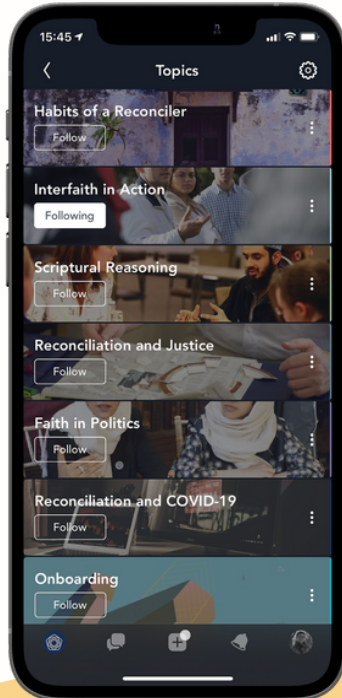 15:45
Topics
Habits of a Reconciler
Follow
Interfaith in Action
Following
Scriptural Reasoning
Follow
Reconciliation and Justice
Follow
Faith in Politics
Follow
Reconciliation and COVID-19
Follow
Onboarding
Follow